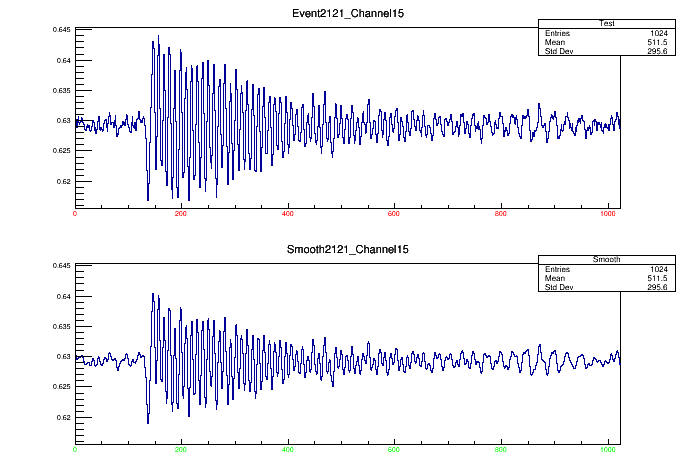 Event2121_Channel15
Test
Entries 1024
Mean 511.5
Std Dev 295.6
0.645
0.64
0.635
0.63
0.625
0.62
0 200 400 600 800 1000
Smooth2121_Channel15
Smooth
Entries 1024
Mean 511.5
Std Dev 295.6
0.645
0.64
0.635
0.63
0.625
0.62
0 200 400 600 800 1000